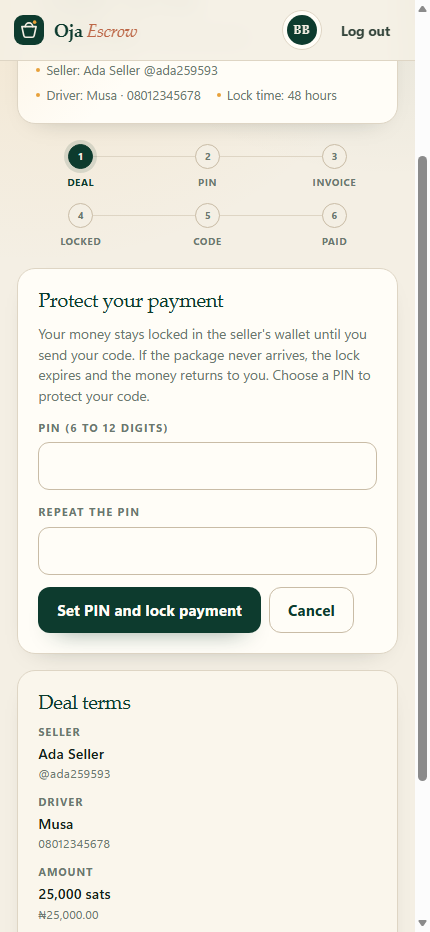 Oja Escrow
BB
Log out
• Seller: Ada Seller @ada259593
• Driver: Musa · 08012345678 • Lock time: 48 hours
1
2
3
DEAL
PIN
INVOICE
4
5
6
LOCKED
CODE
PAID
Protect your payment
Your money stays locked in the seller's wallet until you
send your code. If the package never arrives, the lock
expires and the money returns to you. Choose a PIN to
protect your code.
PIN (6 TO 12 DIGITS)
REPEAT THE PIN
Set PIN and lock payment
Cancel
Deal terms
SELLER
Ada Seller
@ada259593
DRIVER
Musa
08012345678
AMOUNT
25,000 sats
₦25,000.00